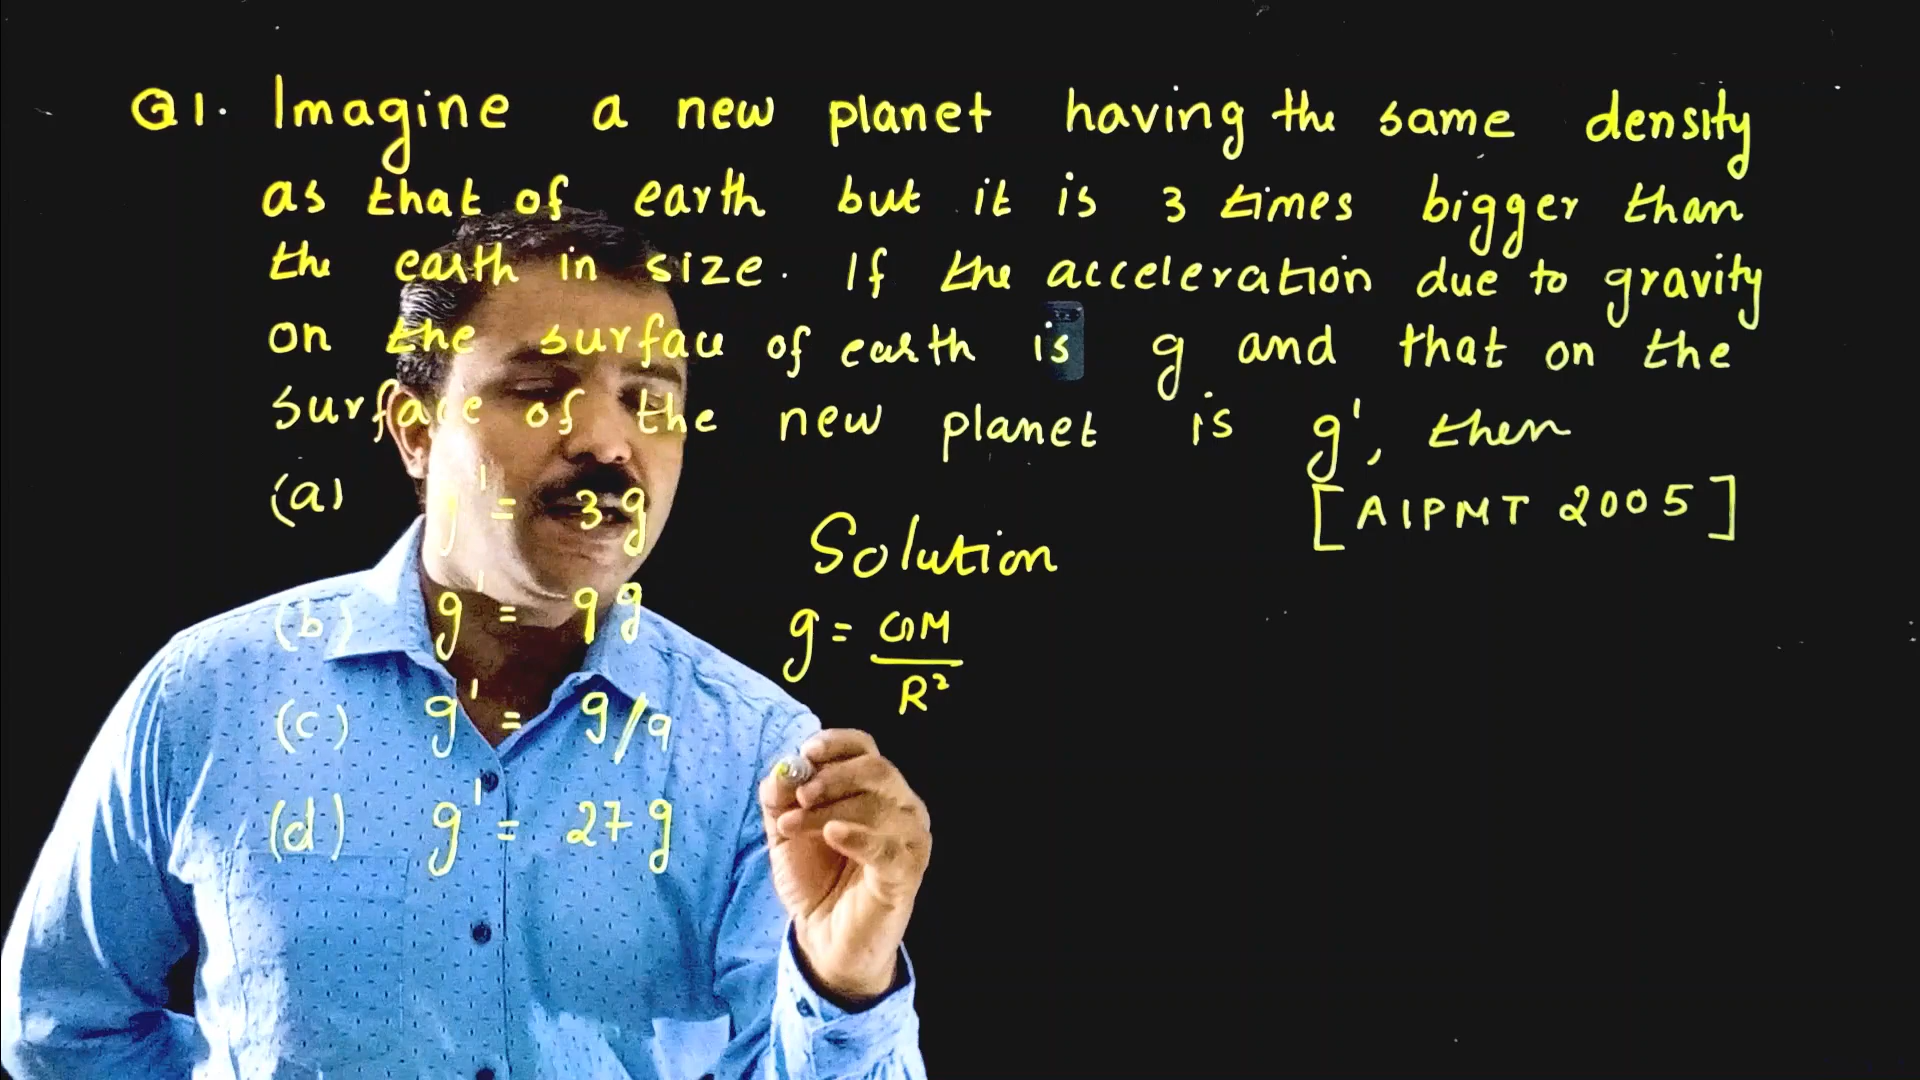 Q1. Imagine a new planet having the same density
as that of earth but it is 3 times bigger than
the earth in size. If the acceleration due to gravity
on the surface of earth is g and that on the
surface of the new planet is g', then
[AIPMT 2005]
(a) g' = 3g
(b) g' = 9g
(c) g' = g/9
(d) g' = 27g
Solution
g = GM
R²